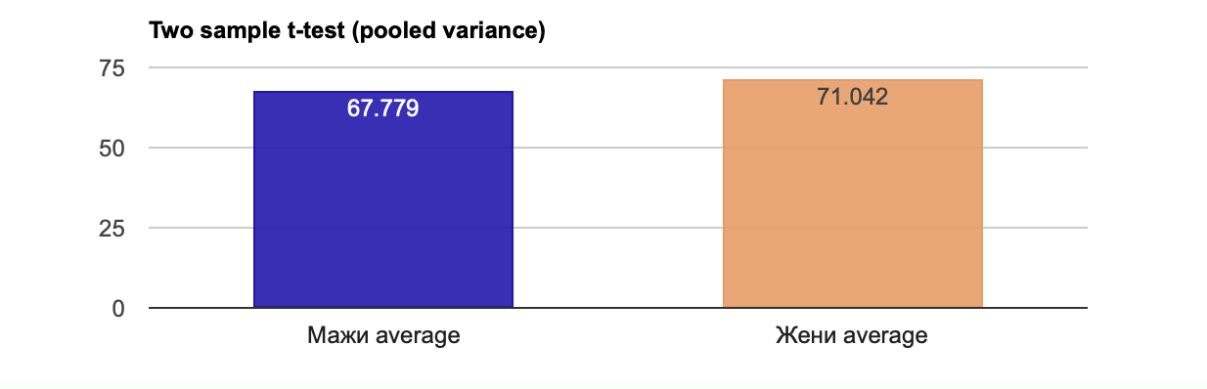 Two sample t-test (pooled variance)
75
67.779
71.042
50
25
0
Мажи average
Жени average